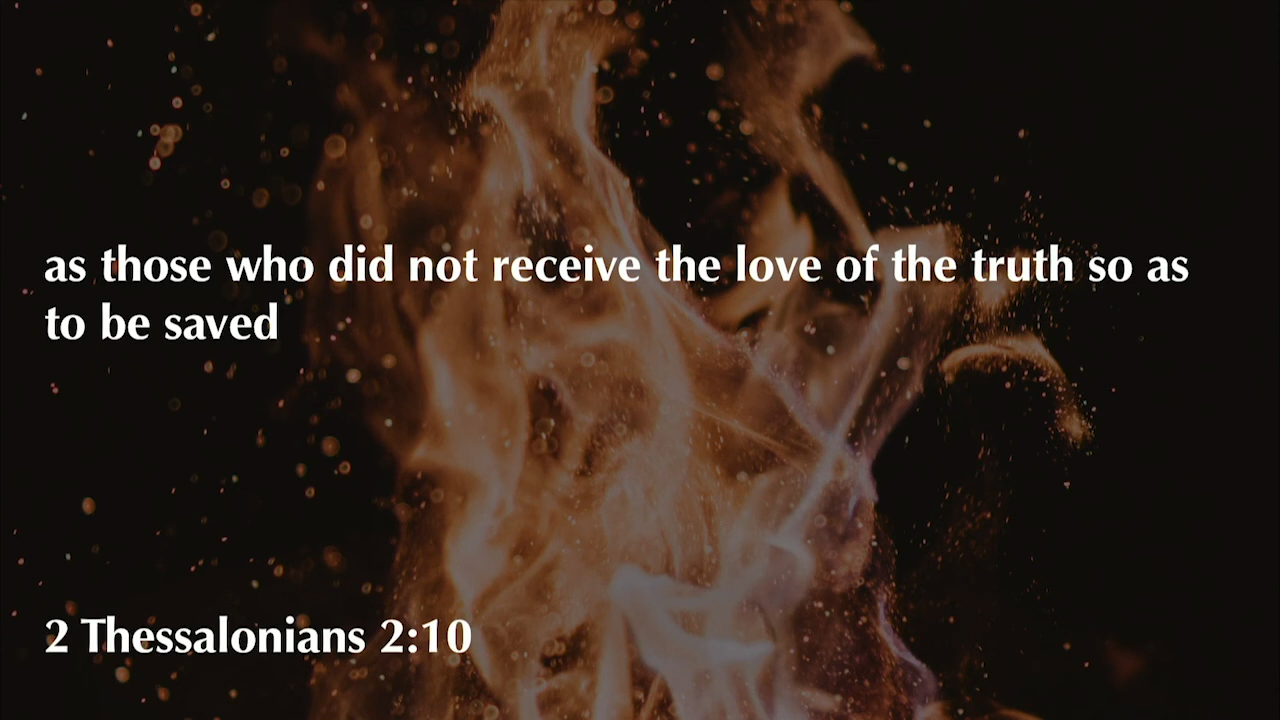 as those who did not receive the love of the truth so as
to be saved
2 Thessalonians 2:10